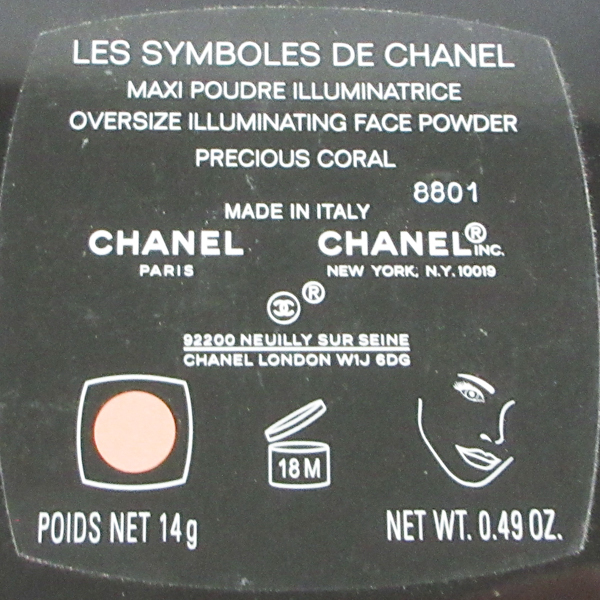 LES SYMBOLES DE CHANEL
MAXI POUDRE ILLUMINATRICE
OVERSIZE ILLUMINATING FACE POWDER
PRECIOUS CORAL
8801
MADE IN ITALY
CHANEL CHANEL® INC.
PARIS NEW YORK, N.Y. 10019
®
92200 NEUILLY SUR SEINE
CHANEL LONDON W1J 6DG
18 M
POIDS NET 14g NET WT. 0.49 OZ.